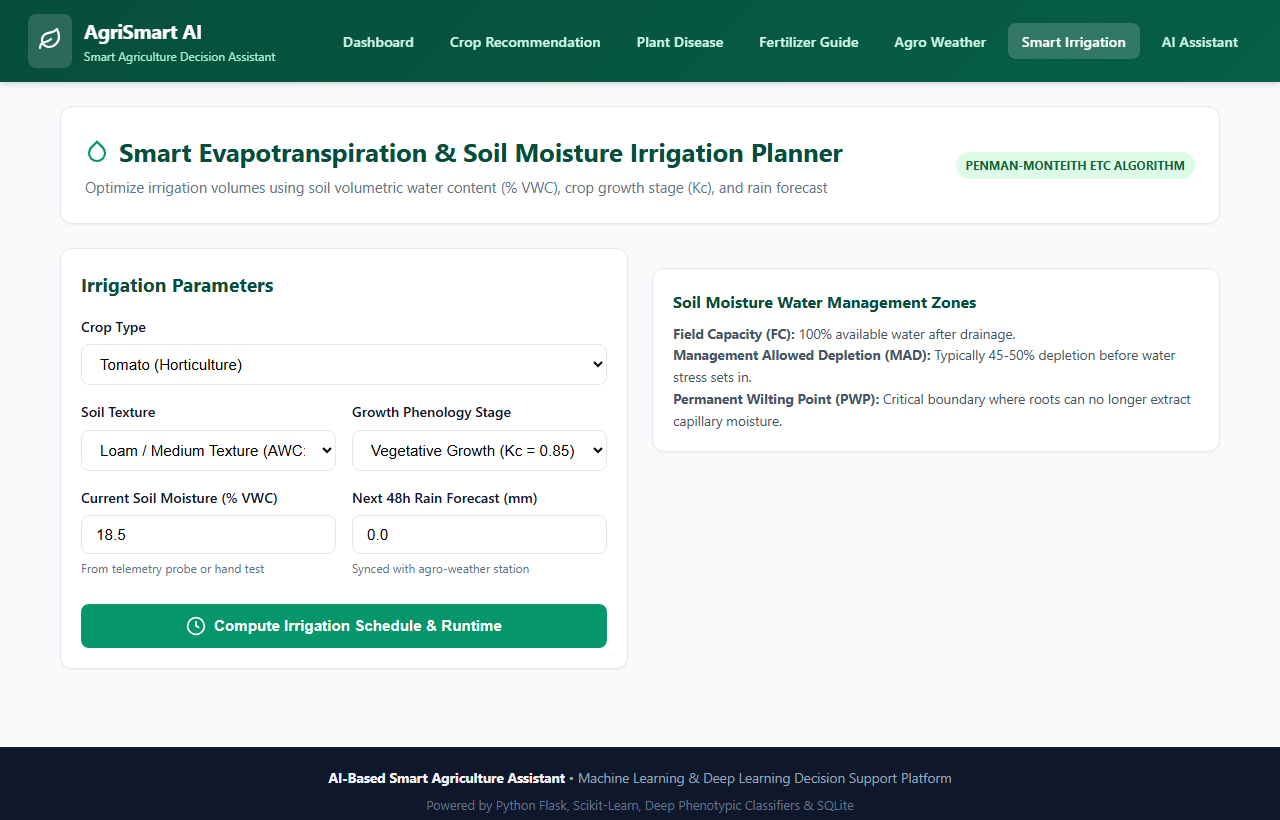 AgriSmart AI
Smart Agriculture Decision Assistant
Dashboard
Crop Recommendation
Plant Disease
Fertilizer Guide
Agro Weather
Smart Irrigation
AI Assistant
Smart Evapotranspiration & Soil Moisture Irrigation Planner
Optimize irrigation volumes using soil volumetric water content (% VWC), crop growth stage (Kc), and rain forecast
PENMAN-MONTEITH ETC ALGORITHM
Irrigation Parameters
Crop Type
Tomato (Horticulture)
Soil Texture
Growth Phenology Stage
Loam / Medium Texture (AWC:
Vegetative Growth (Kc = 0.85)
Current Soil Moisture (% VWC)
Next 48h Rain Forecast (mm)
18.5
0.0
From telemetry probe or hand test
Synced with agro-weather station
Compute Irrigation Schedule & Runtime
Soil Moisture Water Management Zones
Field Capacity (FC): 100% available water after drainage.
Management Allowed Depletion (MAD): Typically 45-50% depletion before water
stress sets in.
Permanent Wilting Point (PWP): Critical boundary where roots can no longer extract
capillary moisture.
AI-Based Smart Agriculture Assistant • Machine Learning & Deep Learning Decision Support Platform
Powered by Python Flask, Scikit-Learn, Deep Phenotypic Classifiers & SQLite